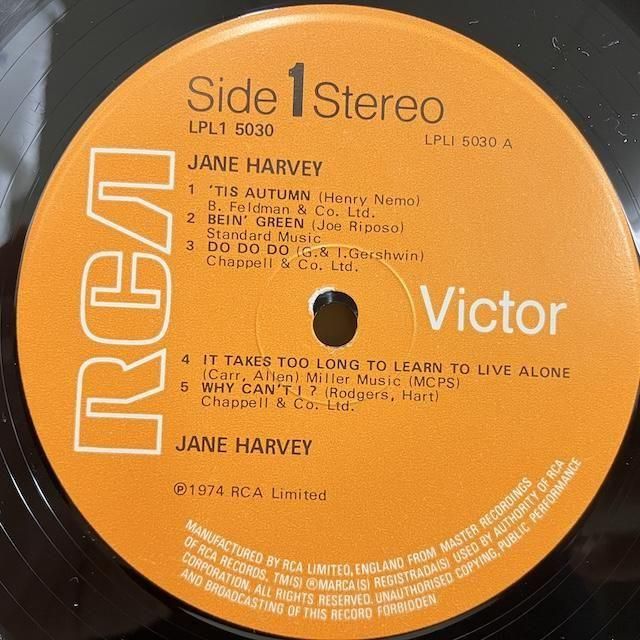 RCA
Side 1 Stereo
LPL1 5030
LPLI 5030 A
JANE HARVEY
1 'TIS AUTUMN (Henry Nemo)
B. Feldman & Co. Ltd.
2 BEIN' GREEN (Joe Riposo)
Standard Music
3 DO DO DO (G.& I.Gershwin)
Chappell & Co. Ltd.
Victor
4 IT TAKES TOO LONG TO LEARN TO LIVE ALONE
(Carr, Allen) Miller Music (MCPS)
5 WHY CAN'T I ? (Rodgers, Hart)
Chappell & Co. Ltd.
JANE HARVEY
℗1974 RCA Limited
MANUFACTURED BY RCA LIMITED, ENGLAND FROM MASTER RECORDINGS
OF RCA RECORDS. TM(S) ® MARCA(S) REGISTRADA(S) USED BY AUTHORITY OF RCA
CORPORATION. ALL RIGHTS RESERVED. UNAUTHORISED COPYING, PUBLIC PERFORMANCE
AND BROADCASTING OF THIS RECORD FORBIDDEN